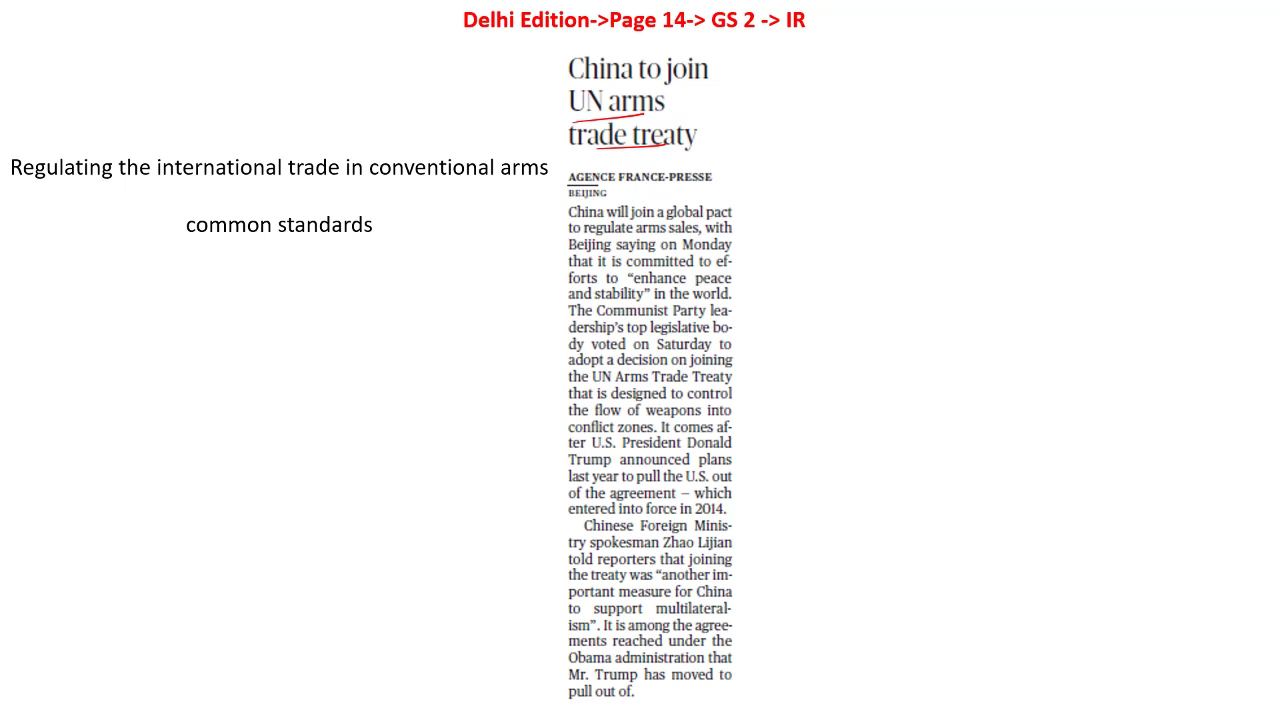 Delhi Edition->Page 14-> GS 2 -> IR
China to join
UN arms
trade treaty
Regulating the international trade in conventional arms
common standards
AGENCE FRANCE-PRESSE
BEIJING
China will join a global pact
to regulate arms sales, with
Beijing saying on Monday
that it is committed to ef-
forts to “enhance peace
and stability” in the world.
The Communist Party lea-
dership’s top legislative bo-
dy voted on Saturday to
adopt a decision on joining
the UN Arms Trade Treaty
that is designed to control
the flow of weapons into
conflict zones. It comes af-
ter U.S. President Donald
Trump announced plans
last year to pull the U.S. out
of the agreement – which
entered into force in 2014.
Chinese Foreign Minis-
try spokesman Zhao Lijian
told reporters that joining
the treaty was “another im-
portant measure for China
to support multilateral-
ism”. It is among the agree-
ments reached under the
Obama administration that
Mr. Trump has moved to
pull out of.